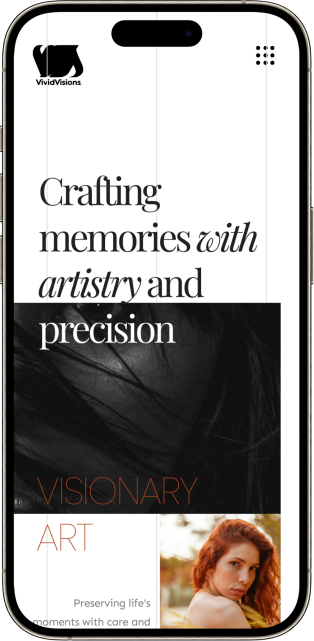 VividVisions
Crafting
memories with
artistry and
precision
VISIONARY
ART
Preserving life's
moments with care and